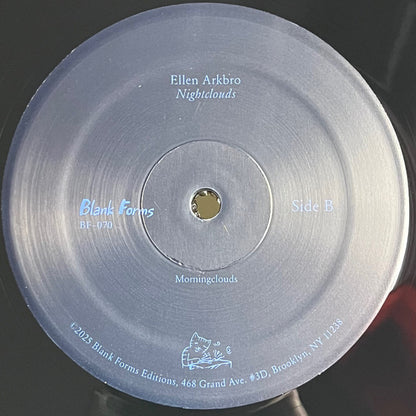 Ellen Arkbro
Nightclouds
Blank Forms
BF-070
Side B
Morningclouds
©2025 Blank Forms Editions, 468 Grand Ave. #3D, Brooklyn, NY 11238